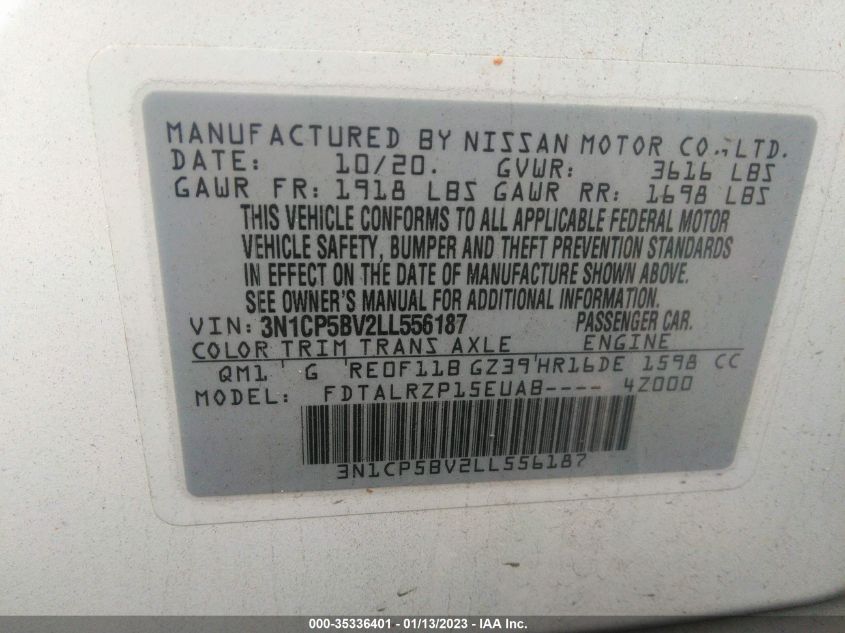 MANUFACTURED BY NISSAN MOTOR CO., LTD.
DATE: 10/20. GVWR: 3616 LBS
GAWR FR: 1918 LBS GAWR RR: 1698 LBS
THIS VEHICLE CONFORMS TO ALL APPLICABLE FEDERAL MOTOR
VEHICLE SAFETY, BUMPER AND THEFT PREVENTION STANDARDS
IN EFFECT ON THE DATE OF MANUFACTURE SHOWN ABOVE.
SEE OWNER'S MANUAL FOR ADDITIONAL INFORMATION.
VIN: 3N1CP5BV2LL556187 PASSENGER CAR.
COLOR TRIM TRANS AXLE ENGINE
QM1 ' G 'RE0F11B GZ39'HR16DE 1598 CC
MODEL: FDTALRZP15EUAB---- 4Z000
3N1CP5BV2LL556187
000-35336401 - 01/13/2023 - IAA Inc.